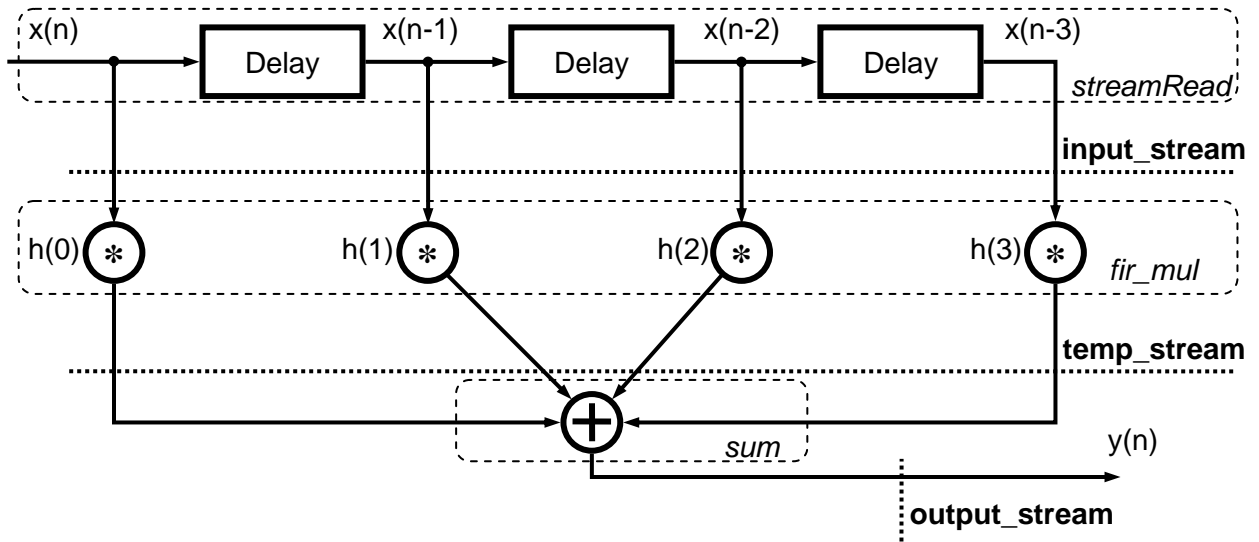 x(n) x(n-1) x(n-2) x(n-3)
Delay Delay Delay
streamRead
input_stream
h(0) * h(1) * h(2) * h(3) *
fir_mul
temp_stream
+
sum
y(n)
output_stream